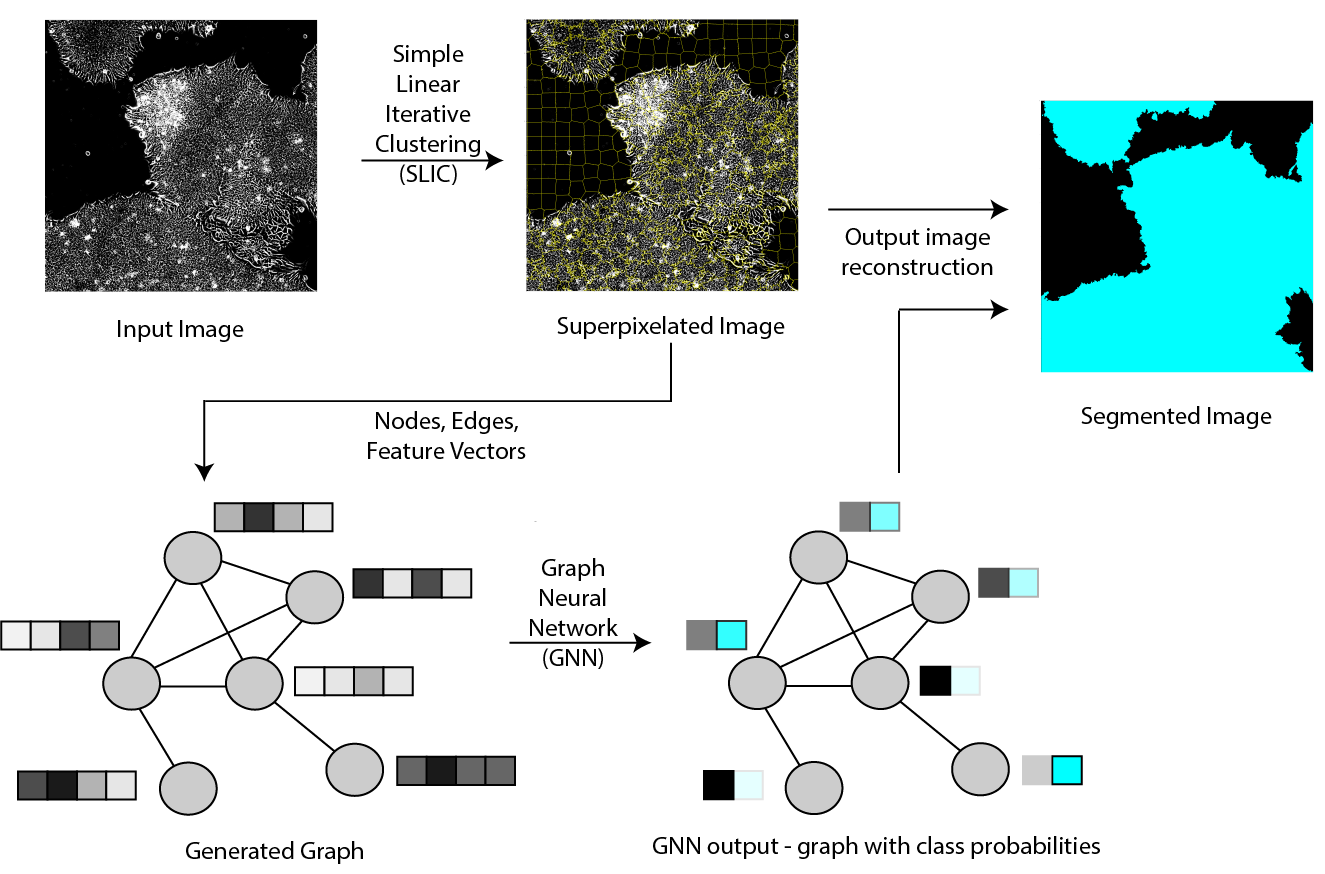 Simple
Linear
Iterative
Clustering
(SLIC)
Input Image
Superpixelated Image
Output image
reconstruction
Segmented Image
Nodes, Edges,
Feature Vectors
Graph
Neural
Network
(GNN)
Generated Graph
GNN output - graph with class probabilities